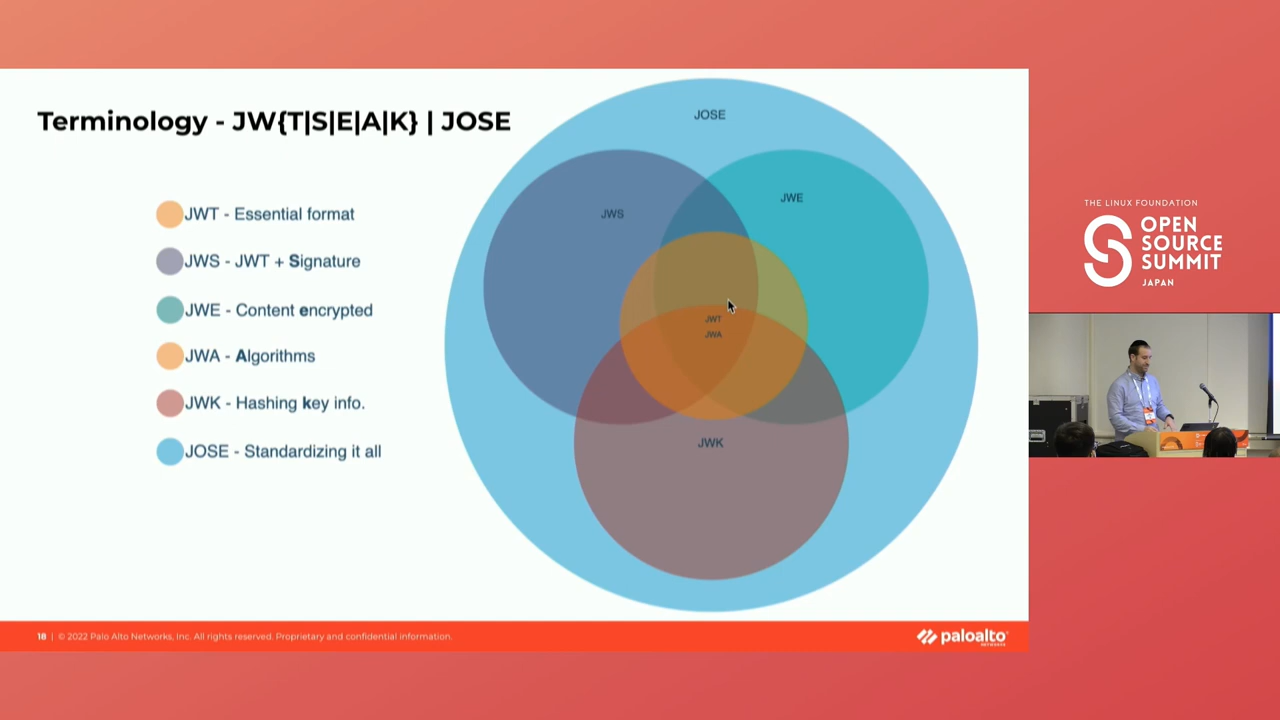 Terminology - JW{T|S|E|A|K} | JOSE
JWT - Essential format
JWS - JWT + Signature
JWE - Content encrypted
JWA - Algorithms
JWK - Hashing key info.
JOSE - Standardizing it all
JOSE
JWS
JWE
JWT
JWA
JWK
18 | © 2022 Palo Alto Networks, Inc. All rights reserved. Proprietary and confidential information.
paloalto
NETWORKS
THE LINUX FOUNDATION
OPEN
SOURCE
SUMMIT
JAPAN